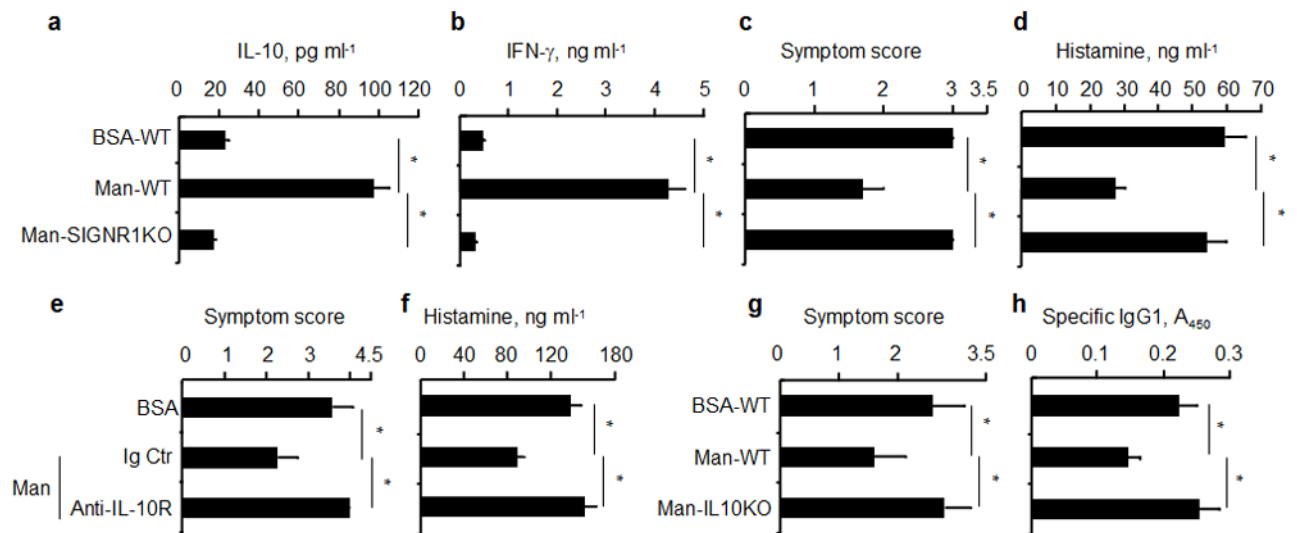 a b c d
IL-10, pg ml-1 IFN-γ, ng ml-1 Symptom score Histamine, ng ml-1
0 20 40 60 80 100 120 0 1 2 3 4 5 0 1 2 3 3.5 0 10 20 30 40 50 60 70
BSA-WT * * * *
Man-WT
* * * *
Man-SIGNR1KO
e f g h
Symptom score Histamine, ng ml-1 Symptom score Specific IgG1, A450
0 1 2 3 4.5 0 40 80 120 180 0 2 3.5 0 0.1 0.2 0.3
BSA * * BSA-WT * *
Ig Ctr Man-WT
Man * * * *
Anti-IL-10R Man-IL10KO